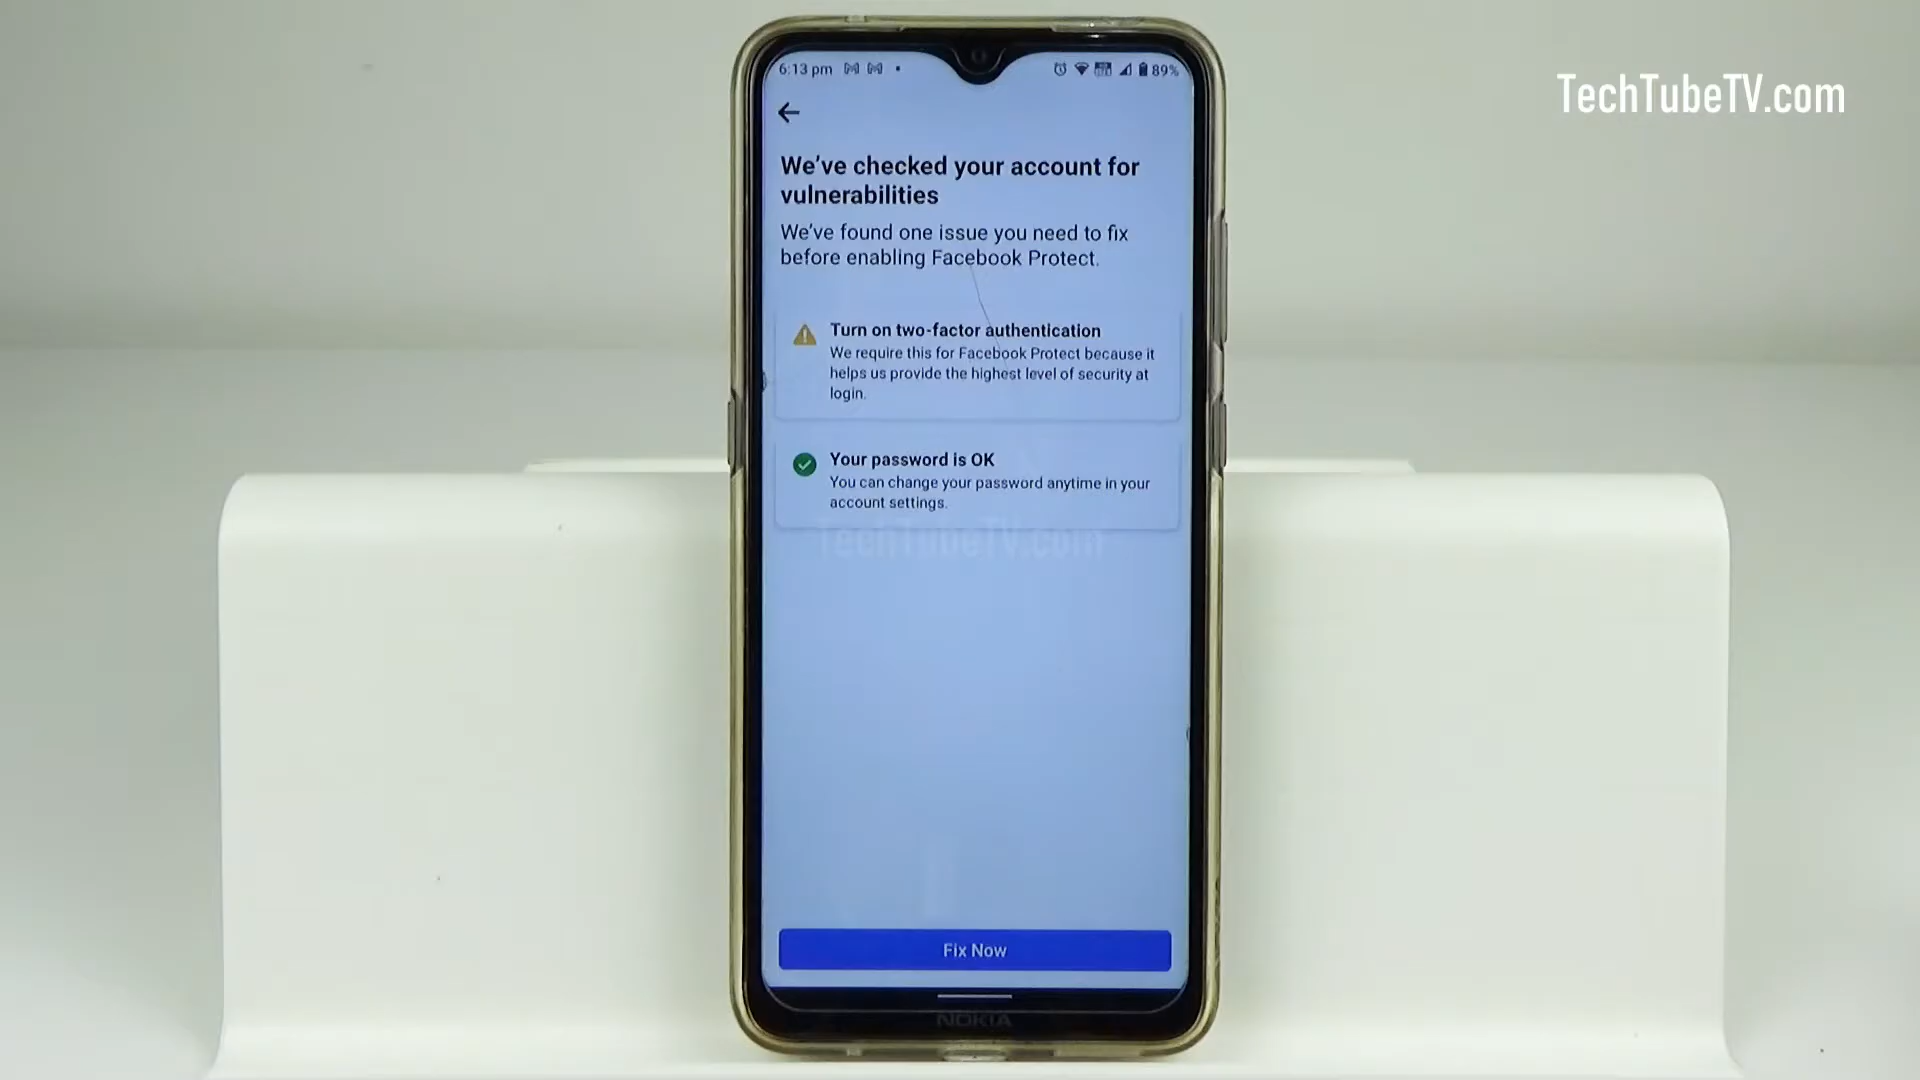 TechTubeTV.com
6:13 pm
89%
We've checked your account for
vulnerabilities
We've found one issue you need to fix
before enabling Facebook Protect.
Turn on two-factor authentication
We require this for Facebook Protect because it
helps us provide the highest level of security at
login.
Your password is OK
You can change your password anytime in your
account settings.
TechTubeTV.com
Fix Now
NOKIA